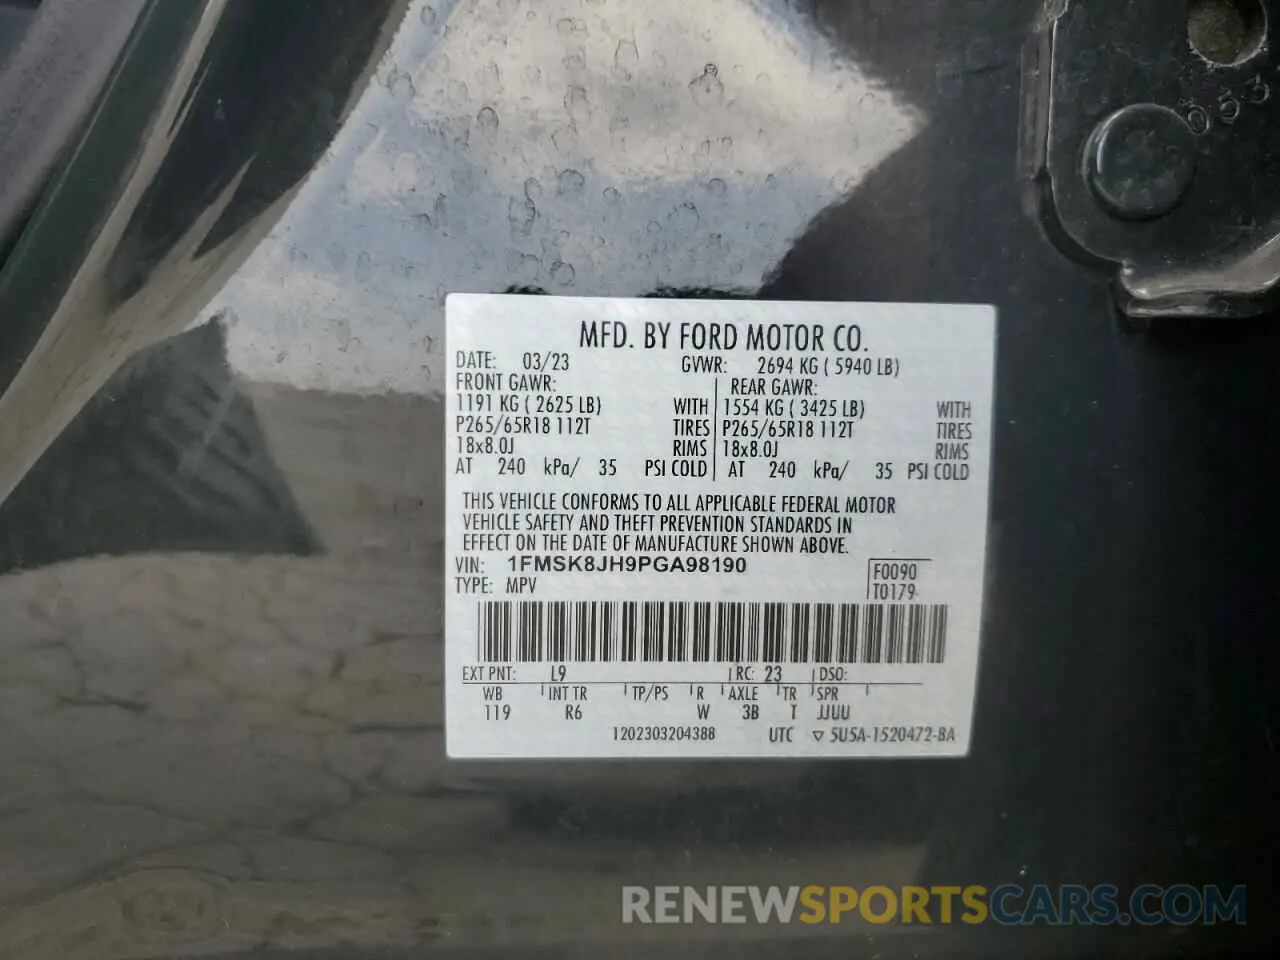 MFD. BY FORD MOTOR CO.
DATE: 03/23 GVWR: 2694 KG ( 5940 LB)
FRONT GAWR: REAR GAWR:
1191 KG ( 2625 LB) WITH 1554 KG ( 3425 LB) WITH
P265/65R18 112T TIRES P265/65R18 112T TIRES
18x8.0J RIMS 18x8.0J RIMS
AT 240 kPa/ 35 PSI COLD AT 240 kPa/ 35 PSI COLD
THIS VEHICLE CONFORMS TO ALL APPLICABLE FEDERAL MOTOR
VEHICLE SAFETY AND THEFT PREVENTION STANDARDS IN
EFFECT ON THE DATE OF MANUFACTURE SHOWN ABOVE.
VIN: 1FMSK8JH9PGA98190 F0090
TYPE: MPV T0179
EXT PNT: L9 RC: 23 DSO:
WB INT TR TP/PS R AXLE TR SPR
119 R6 W 3B T JJUU
1202303204388 UTC ▽ 5U5A-1520472-BA
RENEWSPORTSCARS.COM